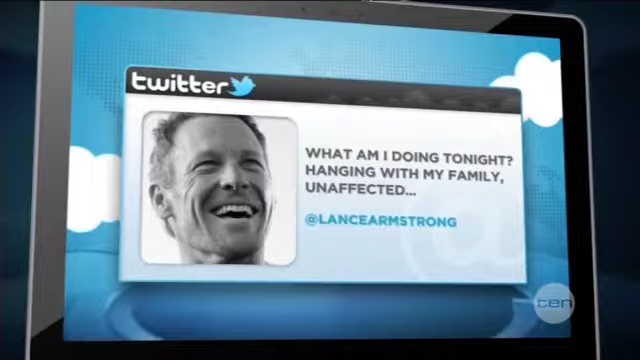 twitter
WHAT AM I DOING TONIGHT?
HANGING WITH MY FAMILY,
UNAFFECTED...
@LANCEARMSTRONG
ten